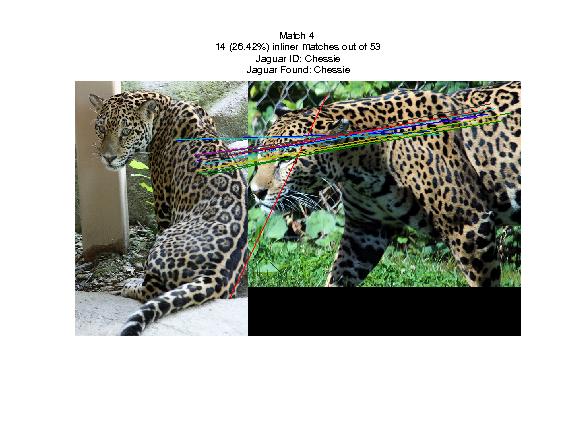 Match 4
14 (26.42%) inliner matches out of 53
Jaguar ID: Chessie
Jaguar Found: Chessie